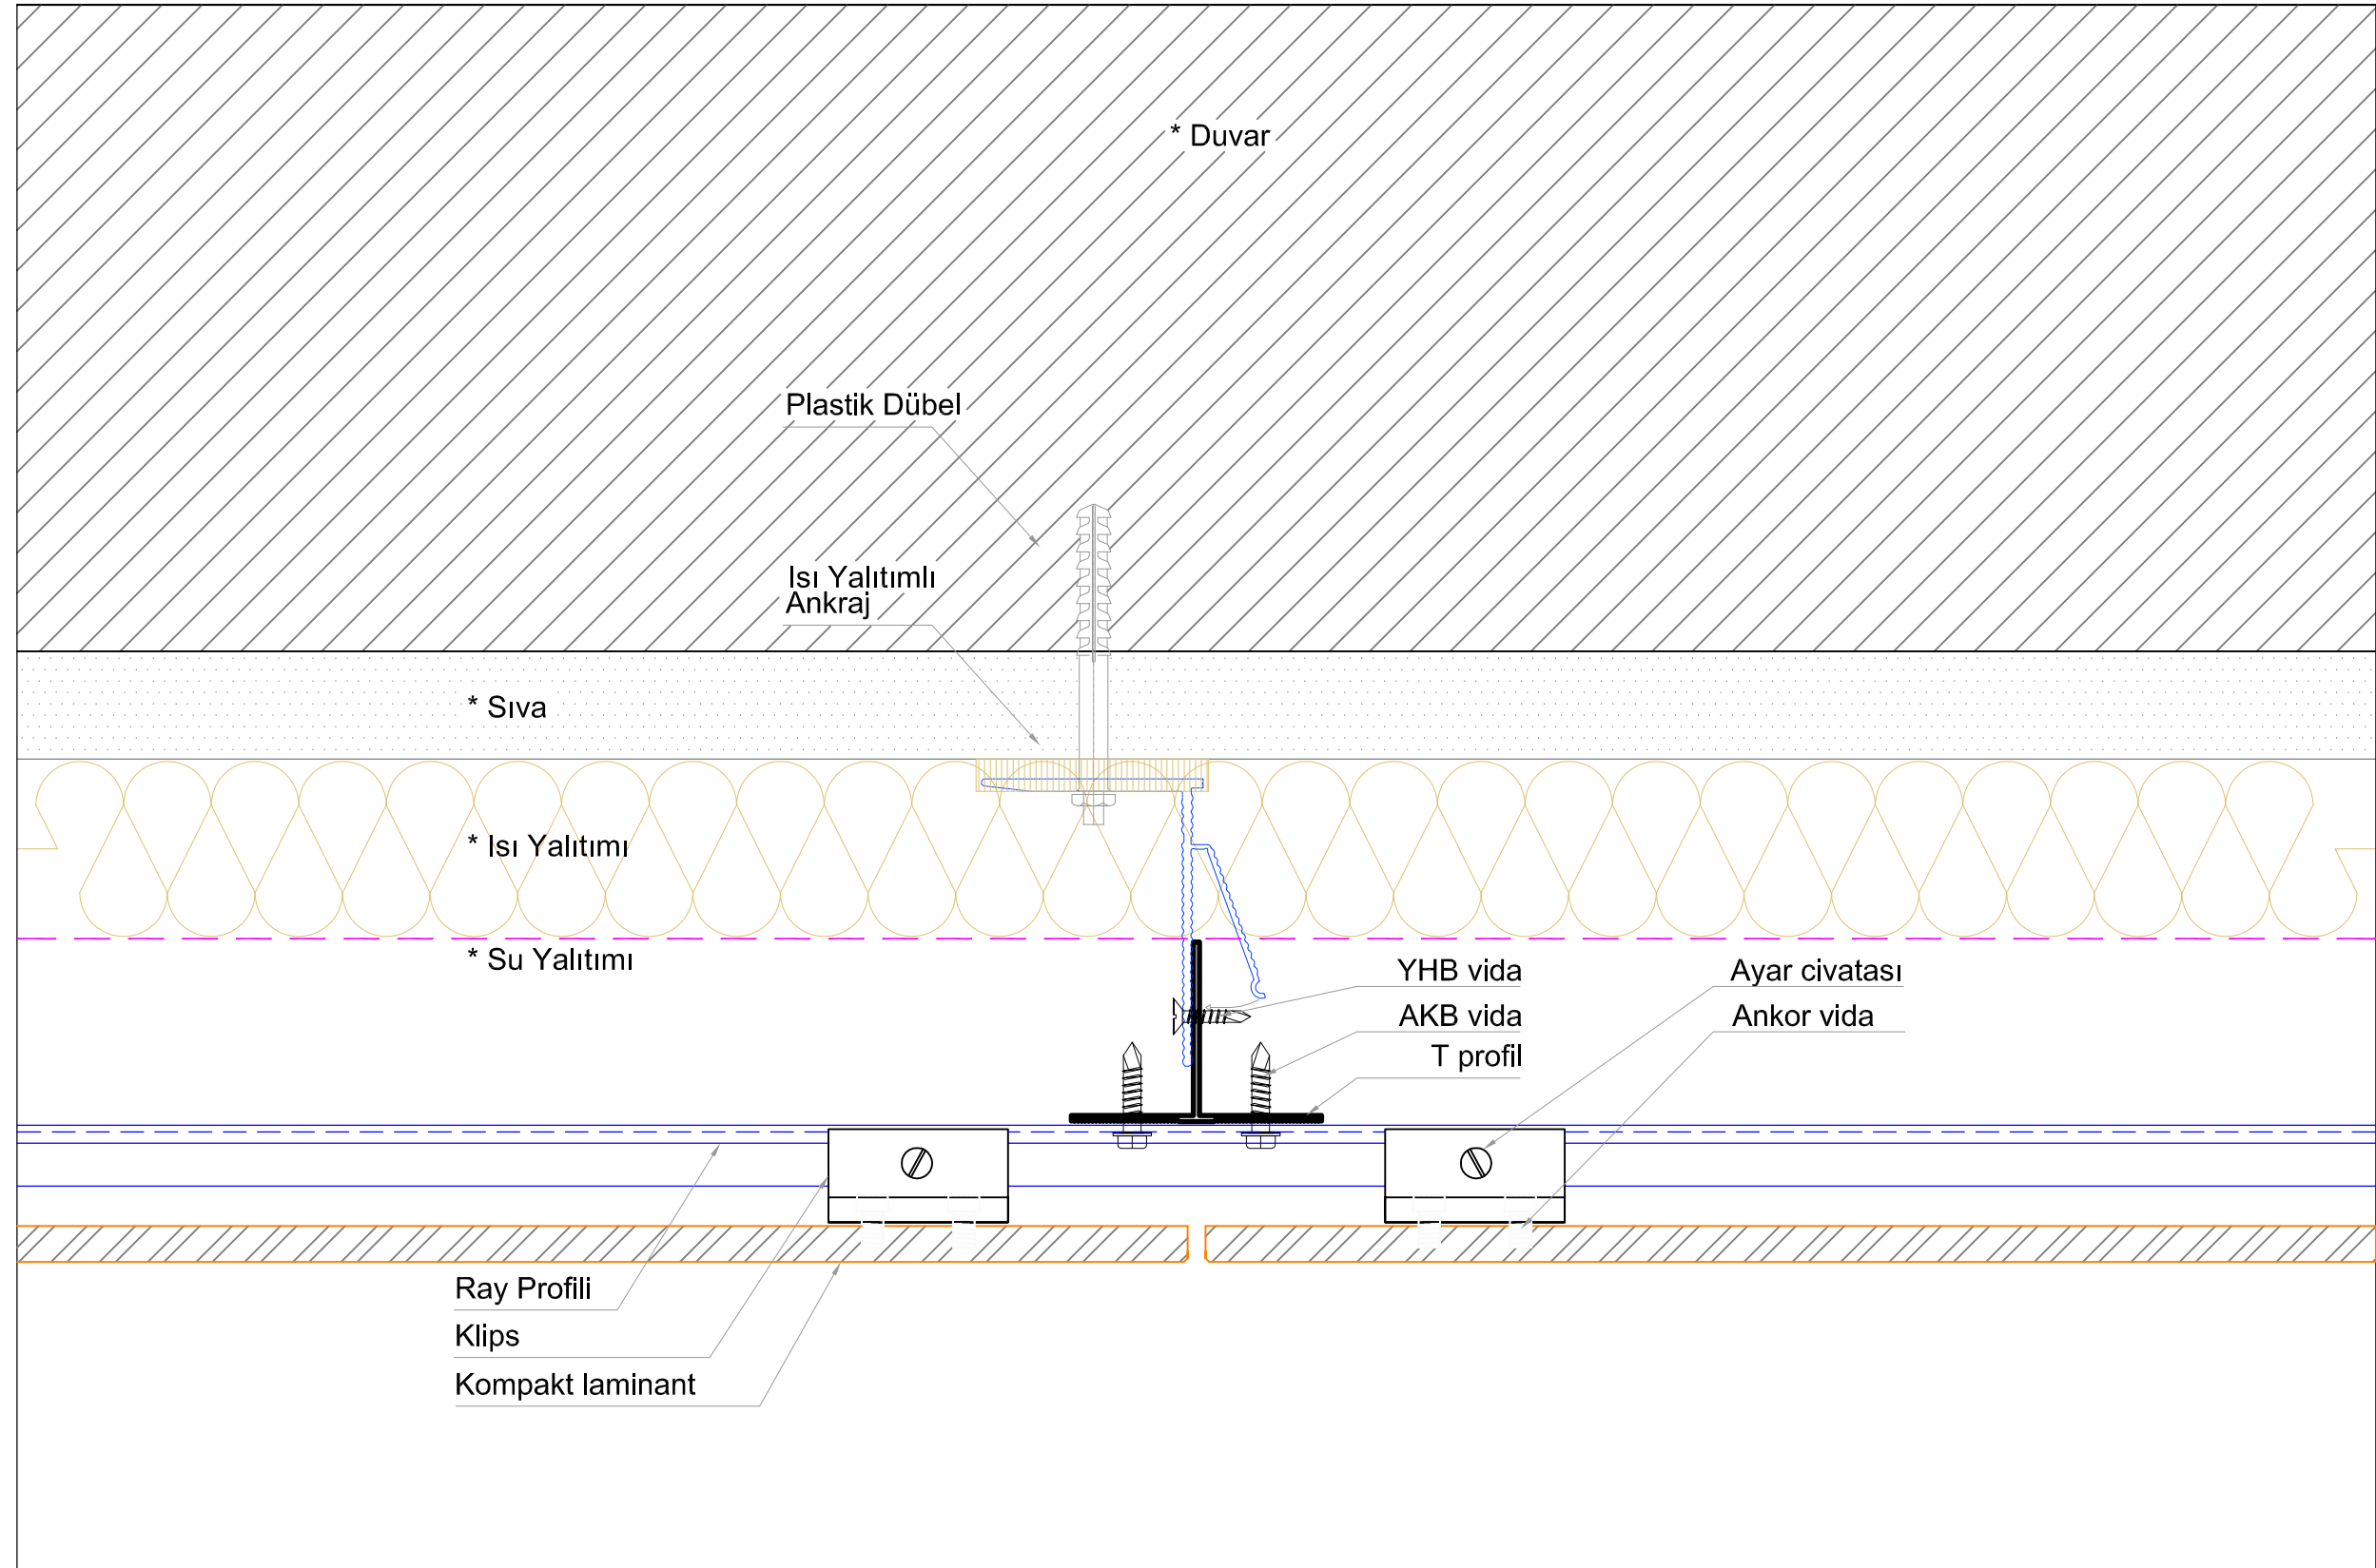 * Duvar
Plastik Dübel
Isı Yalıtımlı
Ankraj
* Sıva
* Isı Yalıtımı
* Su Yalıtımı
YHB vida
AKB vida
T profil
Ayar civatası
Ankor vida
Ray Profili
Klips
Kompakt laminant